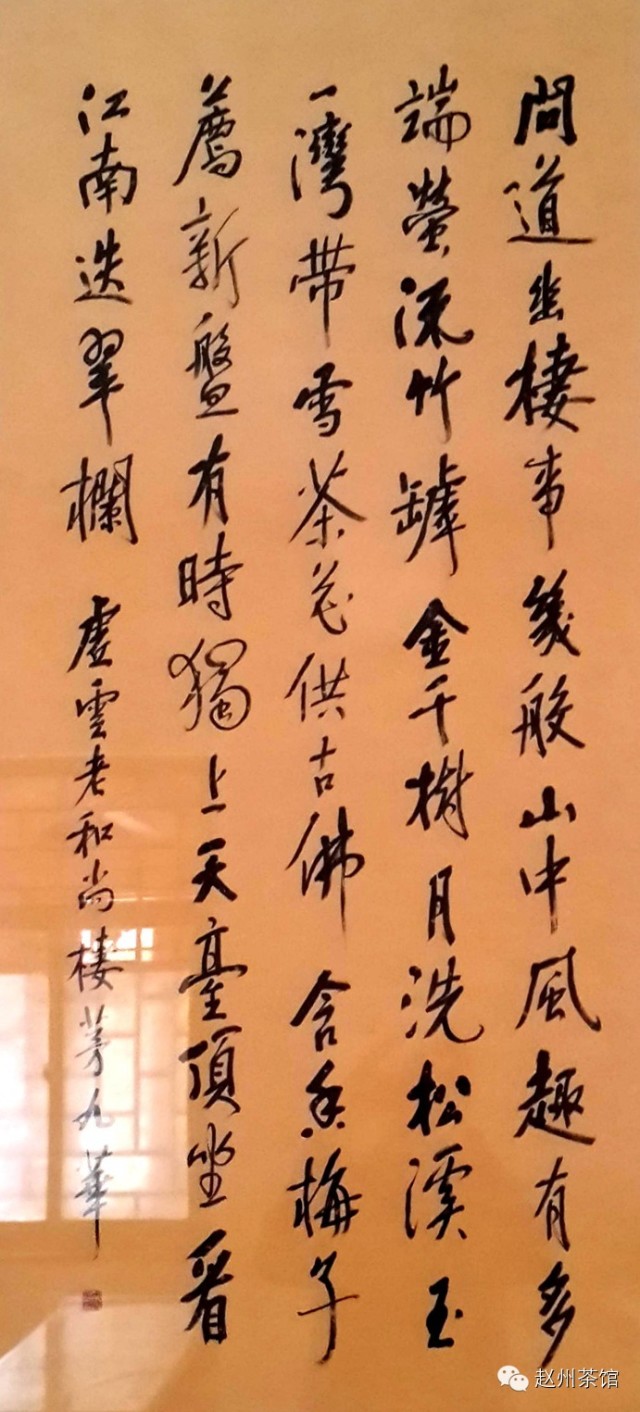 問道幽棲事幾般山中風趣有多
端螢流竹罅金千樹月洗松溪玉
一灣帶雪茶花供古佛含香梅子
薦新盤有時獨上天臺頂坐看
江南迭翠欄 虛雲老和尚棲芳九華
赵州茶馆